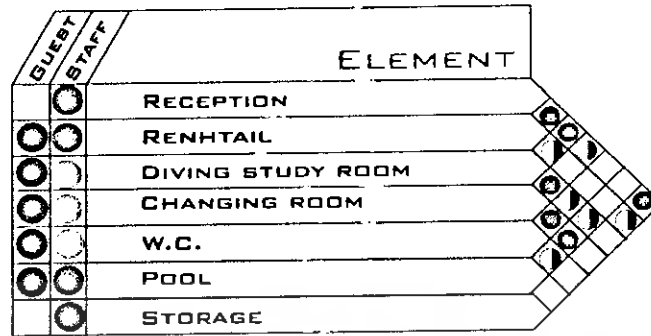 GUEST
STAFF
ELEMENT
RECEPTION
RENHTAIL
DIVING STUDY ROOM
CHANGING ROOM
W.C.
POOL
STORAGE